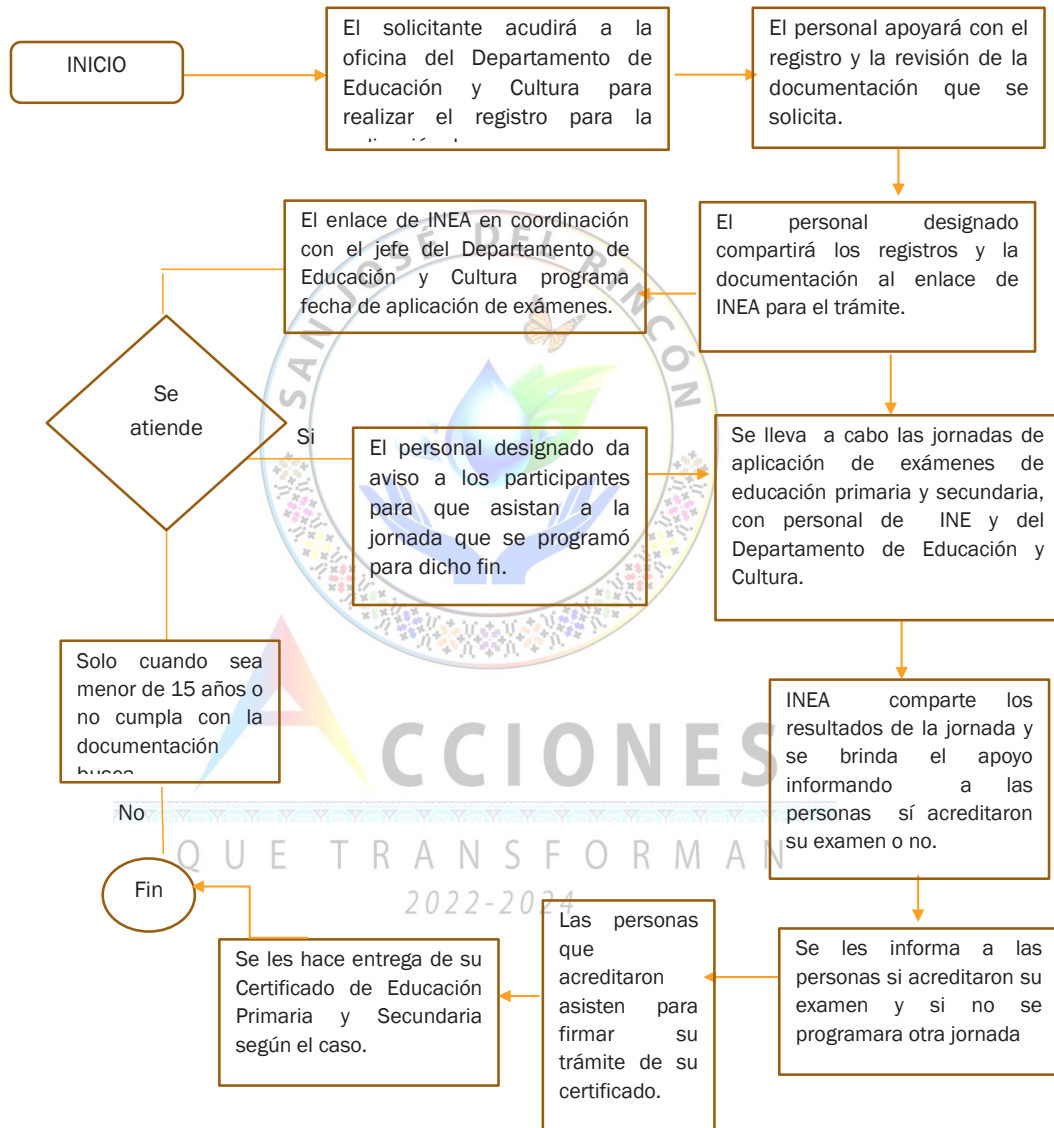 INICIO
El solicitante acudirá a la
oficina del Departamento de
Educación y Cultura para
realizar el registro para la
El personal apoyará con el
registro y la revisión de la
documentación que se
solicita.
El enlace de INEA en coordinación
con el jefe del Departamento de
Educación y Cultura programa
fecha de aplicación de exámenes.
El personal designado
compartirá los registros y la
documentación al enlace de
INEA para el trámite.
SAN JOSÉ DEL RINCÓN
Se
atiende
Si
El personal designado da
aviso a los participantes
para que asistan a la
jornada que se programó
para dicho fin.
Se lleva a cabo las jornadas de
aplicación de exámenes de
educación primaria y secundaria,
con personal de INE y del
Departamento de Educación y
Cultura.
Solo cuando sea
menor de 15 años o
no cumpla con la
documentación
No
INEA comparte los
resultados de la jornada y
se brinda el apoyo
informando a las
personas sí acreditaron
su examen o no.
ACCIONES
QUE TRANSFORMAN
2022-2024
Fin
Se les hace entrega de su
Certificado de Educación
Primaria y Secundaria
según el caso.
Las personas
que
acreditaron
asisten para
firmar su
trámite de su
certificado.
Se les informa a las
personas si acreditaron su
examen y si no se
programara otra jornada